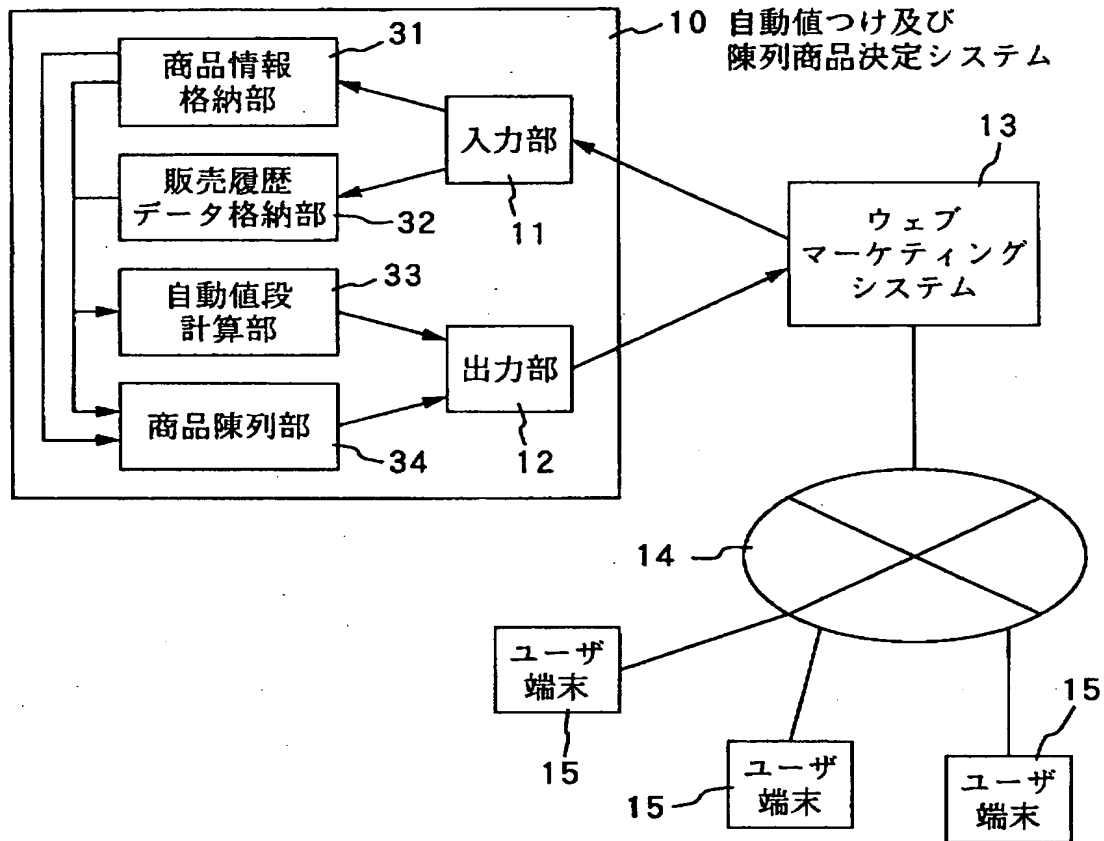 10 自動値つけ及び
陳列商品決定システム
31
商品情報
格納部
入力部
11
販売履歴
データ格納部
32
33
自動値段
計算部
出力部
12
商品陳列部
34
13
ウェブ
マーケティング
システム
14
ユーザ
端末
15
ユーザ
端末
15
ユーザ
端末
15